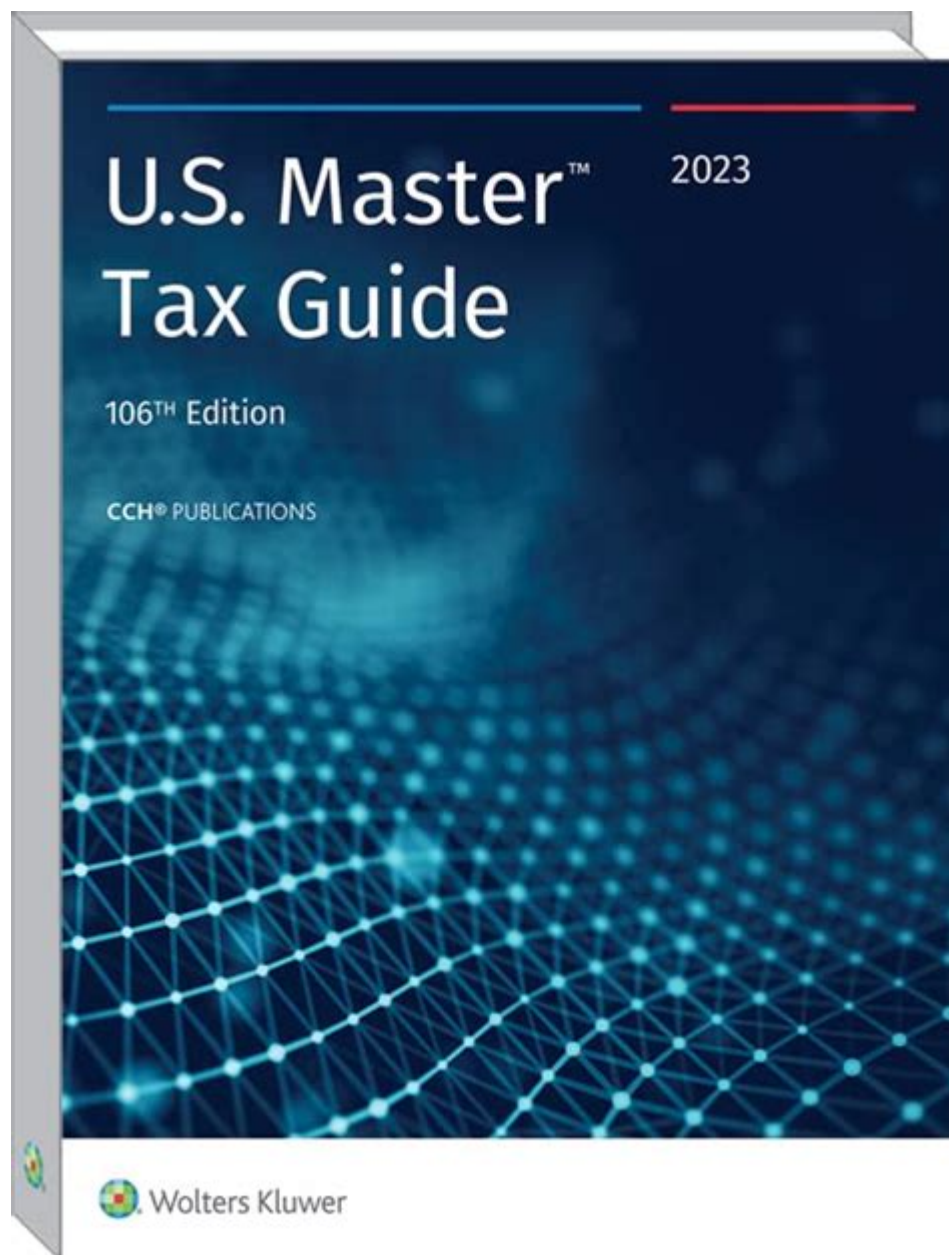 U.S. Master™ 2023
Tax Guide
106TH Edition
CCH® PUBLICATIONS
Wolters Kluwer